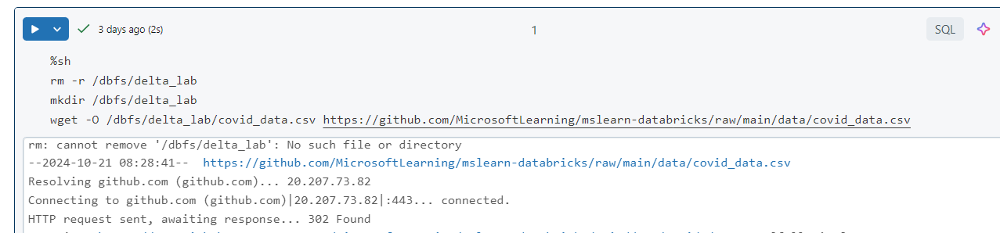 3 days ago (2s)
1
SQL
%sh
rm -r /dbfs/delta_lab
mkdir /dbfs/delta_lab
wget -O /dbfs/delta_lab/covid_data.csv https://github.com/MicrosoftLearning/mslearn-databricks/raw/main/data/covid_data.csv
rm: cannot remove '/dbfs/delta_lab': No such file or directory
--2024-10-21 08:28:41--  https://github.com/MicrosoftLearning/mslearn-databricks/raw/main/data/covid_data.csv
Resolving github.com (github.com)... 20.207.73.82
Connecting to github.com (github.com)|20.207.73.82|:443... connected.
HTTP request sent, awaiting response... 302 Found